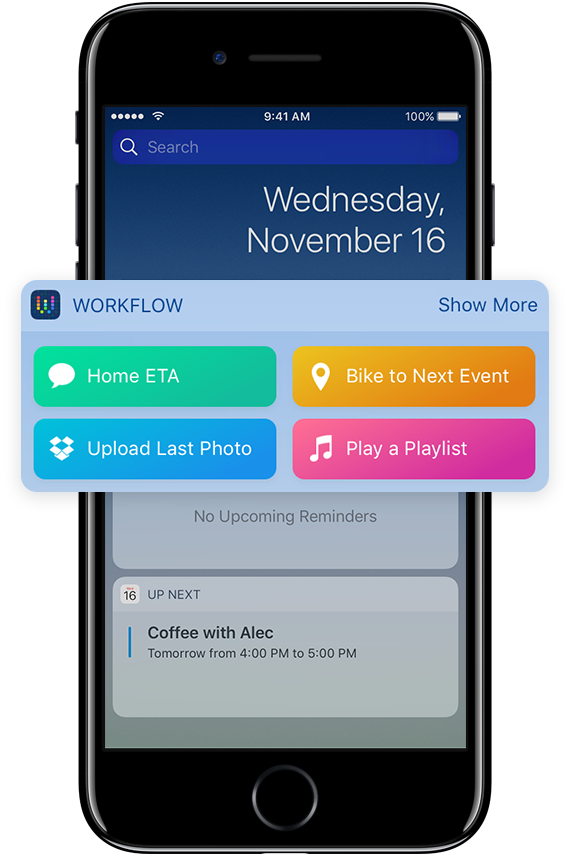 9:41 AM
100%
Search
Wednesday,
November 16
WORKFLOW
Show More
Home ETA
Bike to Next Event
Upload Last Photo
Play a Playlist
No Upcoming Reminders
16
UP NEXT
Coffee with Alec
Tomorrow from 4:00 PM to 5:00 PM